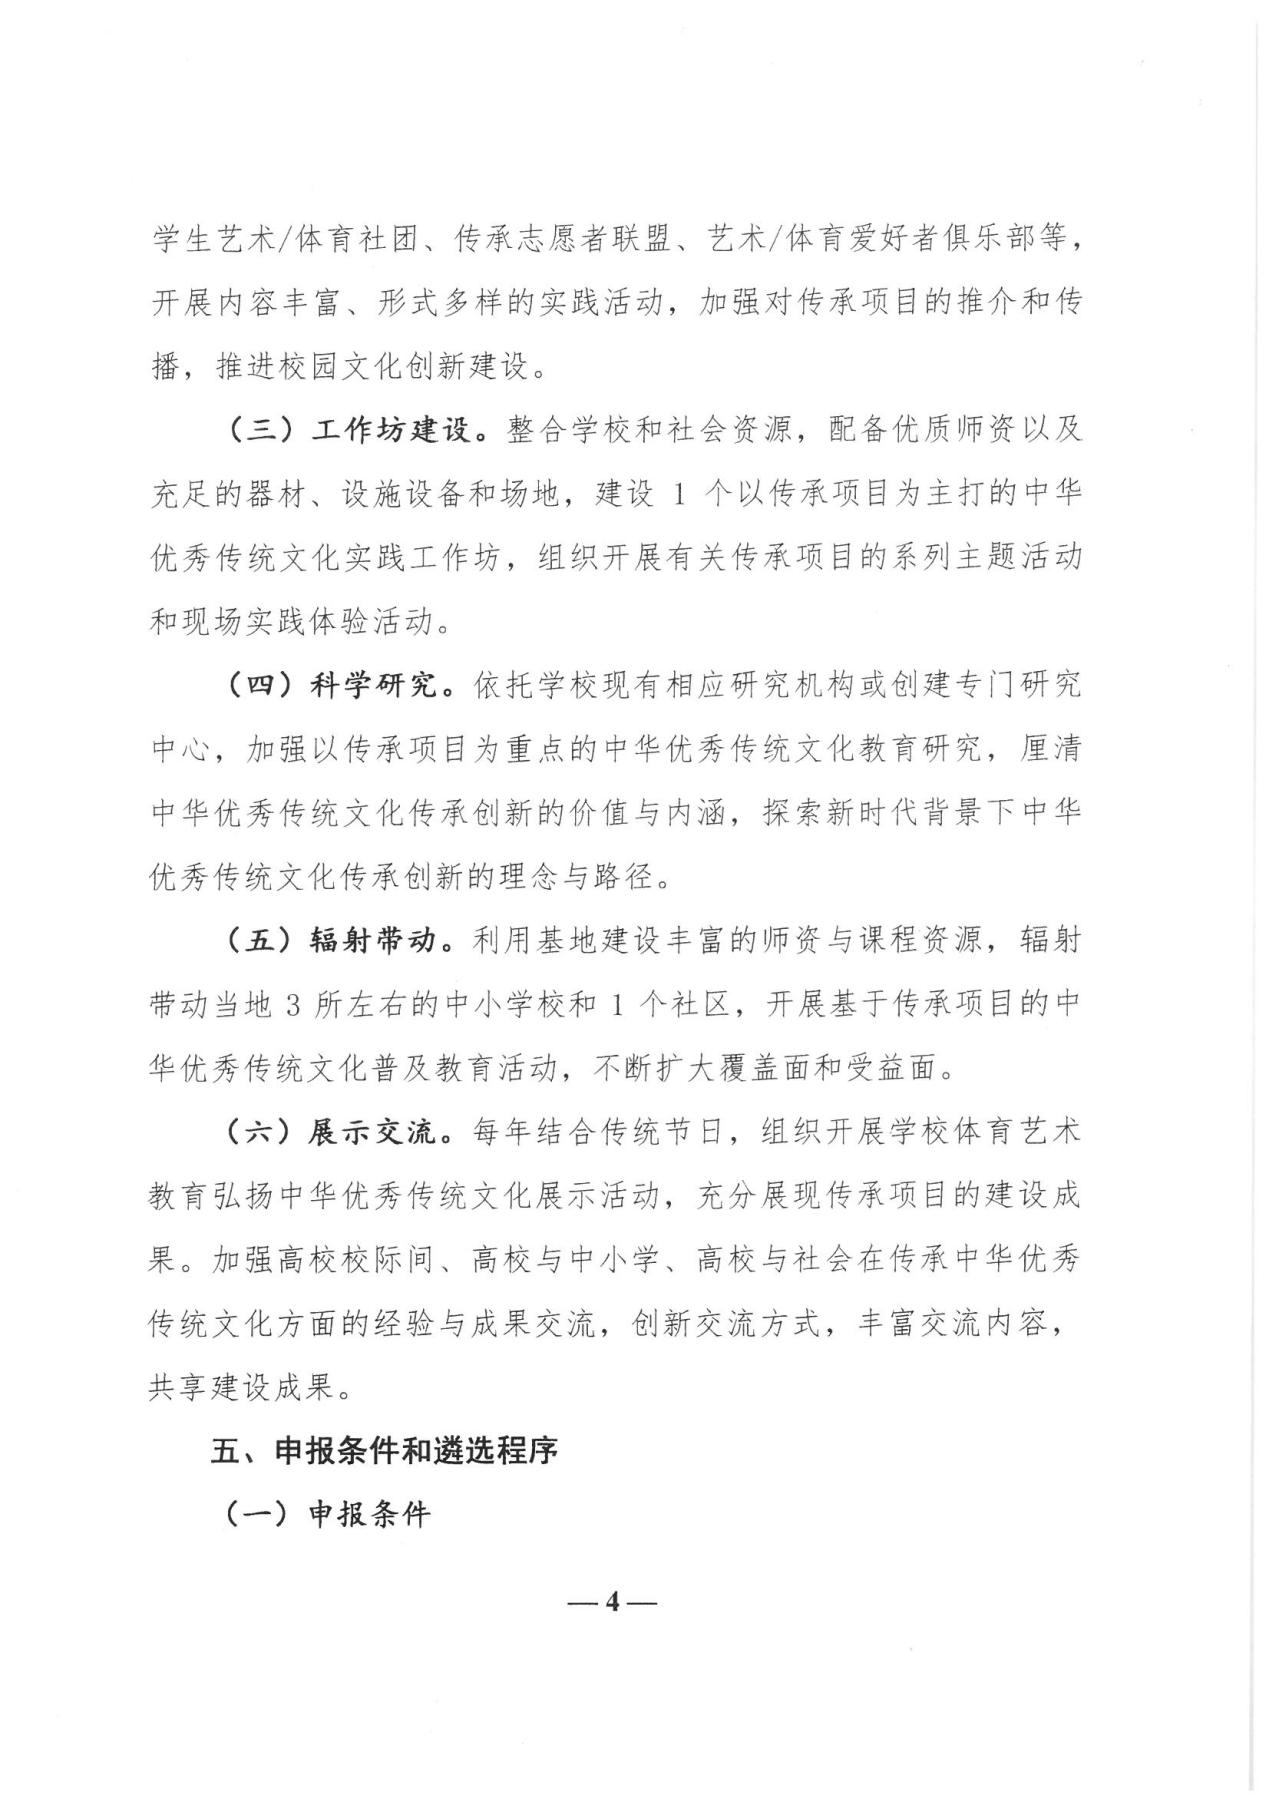 学生艺术/体育社团、传承志愿者联盟、艺术/体育爱好者俱乐部等，
开展内容丰富、形式多样的实践活动，加强对传承项目的推介和传
播，推进校园文化创新建设。
（三）工作坊建设。整合学校和社会资源，配备优质师资以及
充足的器材、设施设备和场地，建设 1 个以传承项目为主打的中华
优秀传统文化实践工作坊，组织开展有关传承项目的系列主题活动
和现场实践体验活动。
（四）科学研究。依托学校现有相应研究机构或创建专门研究
中心，加强以传承项目为重点的中华优秀传统文化教育研究，厘清
中华优秀传统文化传承创新的价值与内涵，探索新时代背景下中华
优秀传统文化传承创新的理念与路径。
（五）辐射带动。利用基地建设丰富的师资与课程资源，辐射
带动当地 3 所左右的中小学校和 1 个社区，开展基于传承项目的中
华优秀传统文化普及教育活动，不断扩大覆盖面和受益面。
（六）展示交流。每年结合传统节日，组织开展学校体育艺术
教育弘扬中华优秀传统文化展示活动，充分展现传承项目的建设成
果。加强高校校际间、高校与中小学、高校与社会在传承中华优秀
传统文化方面的经验与成果交流，创新交流方式，丰富交流内容，
共享建设成果。
五、申报条件和遴选程序
（一）申报条件
— 4 —